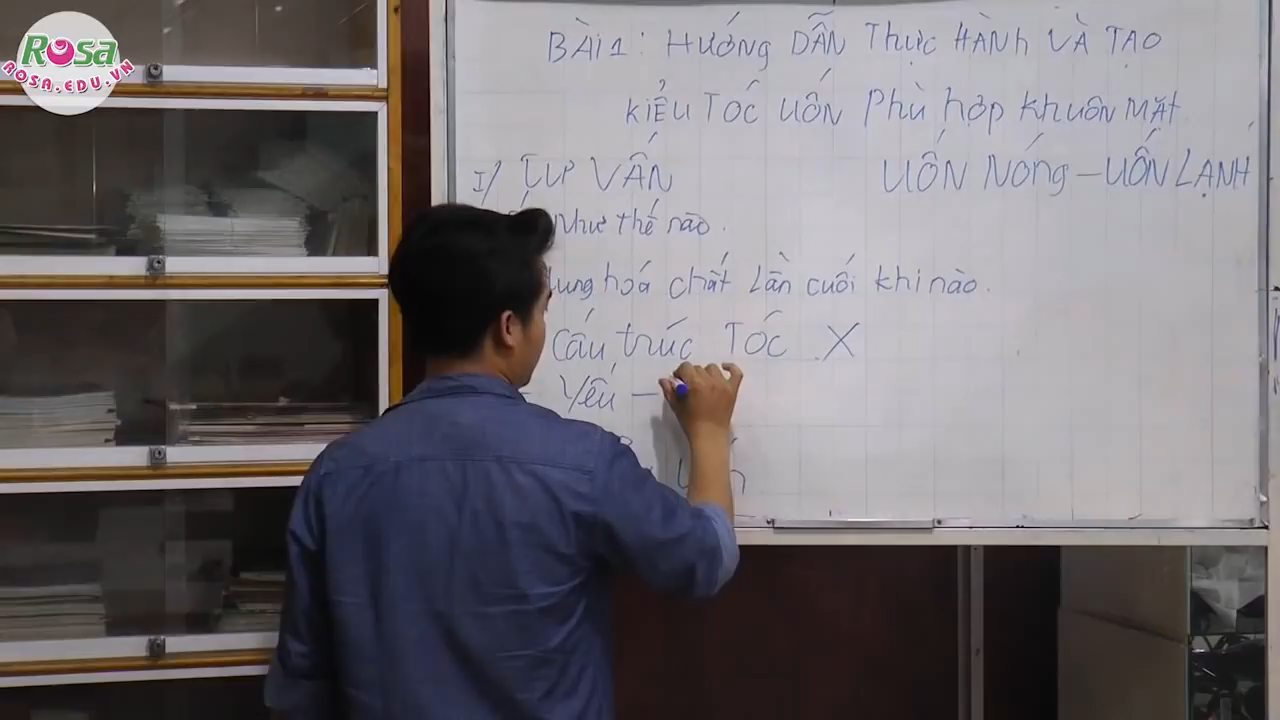 Rosa
ROSA.EDU.VN
BÀI 1: HƯỚNG DẪN THỰC HÀNH VÀ TẠO
KIỂU TÓC UỐN PHÙ HỢP KHUÔN MẶT
I/ TƯ VẤN
UỐN NÓNG - UỐN LẠNH
Như thế nào.
dung hoá chất Lần cuối khi nào.
Cấu trúc TÓC X
Yếu -